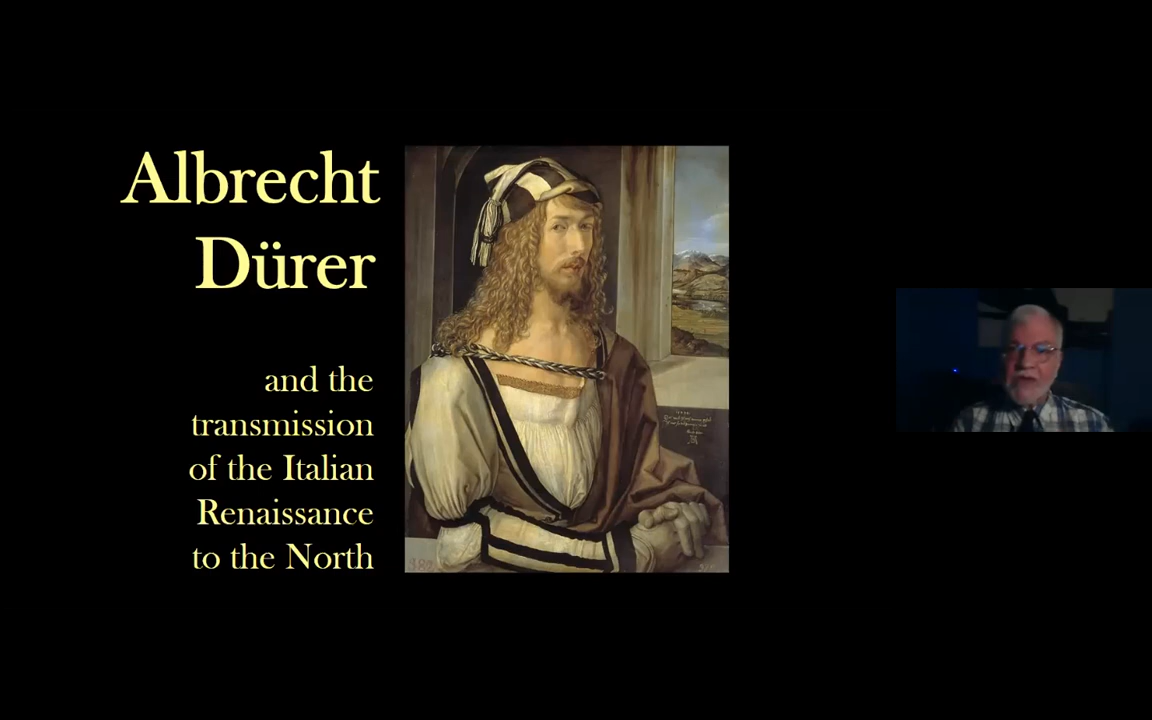 Albrecht
Dürer
and the
transmission
of the Italian
Renaissance
to the North